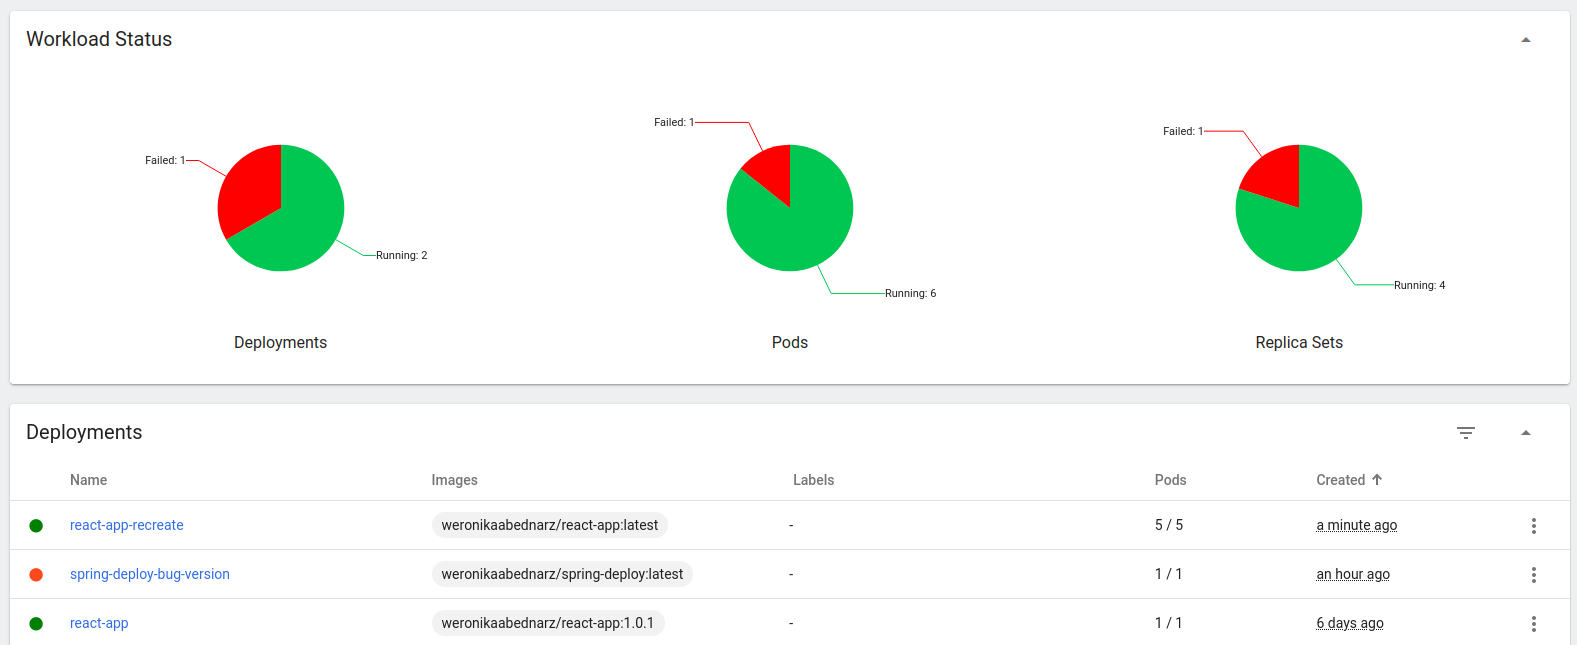 Workload Status
Failed: 1
Running: 2
Deployments
Failed: 1
Running: 6
Pods
Failed: 1
Running: 4
Replica Sets
Deployments
Name Images Labels Pods Created
react-app-recreate weronikaabednarz/react-app:latest - 5 / 5 a minute ago
spring-deploy-bug-version weronikaabednarz/spring-deploy:latest - 1 / 1 an hour ago
react-app weronikaabednarz/react-app:1.0.1 - 1 / 1 6 days ago